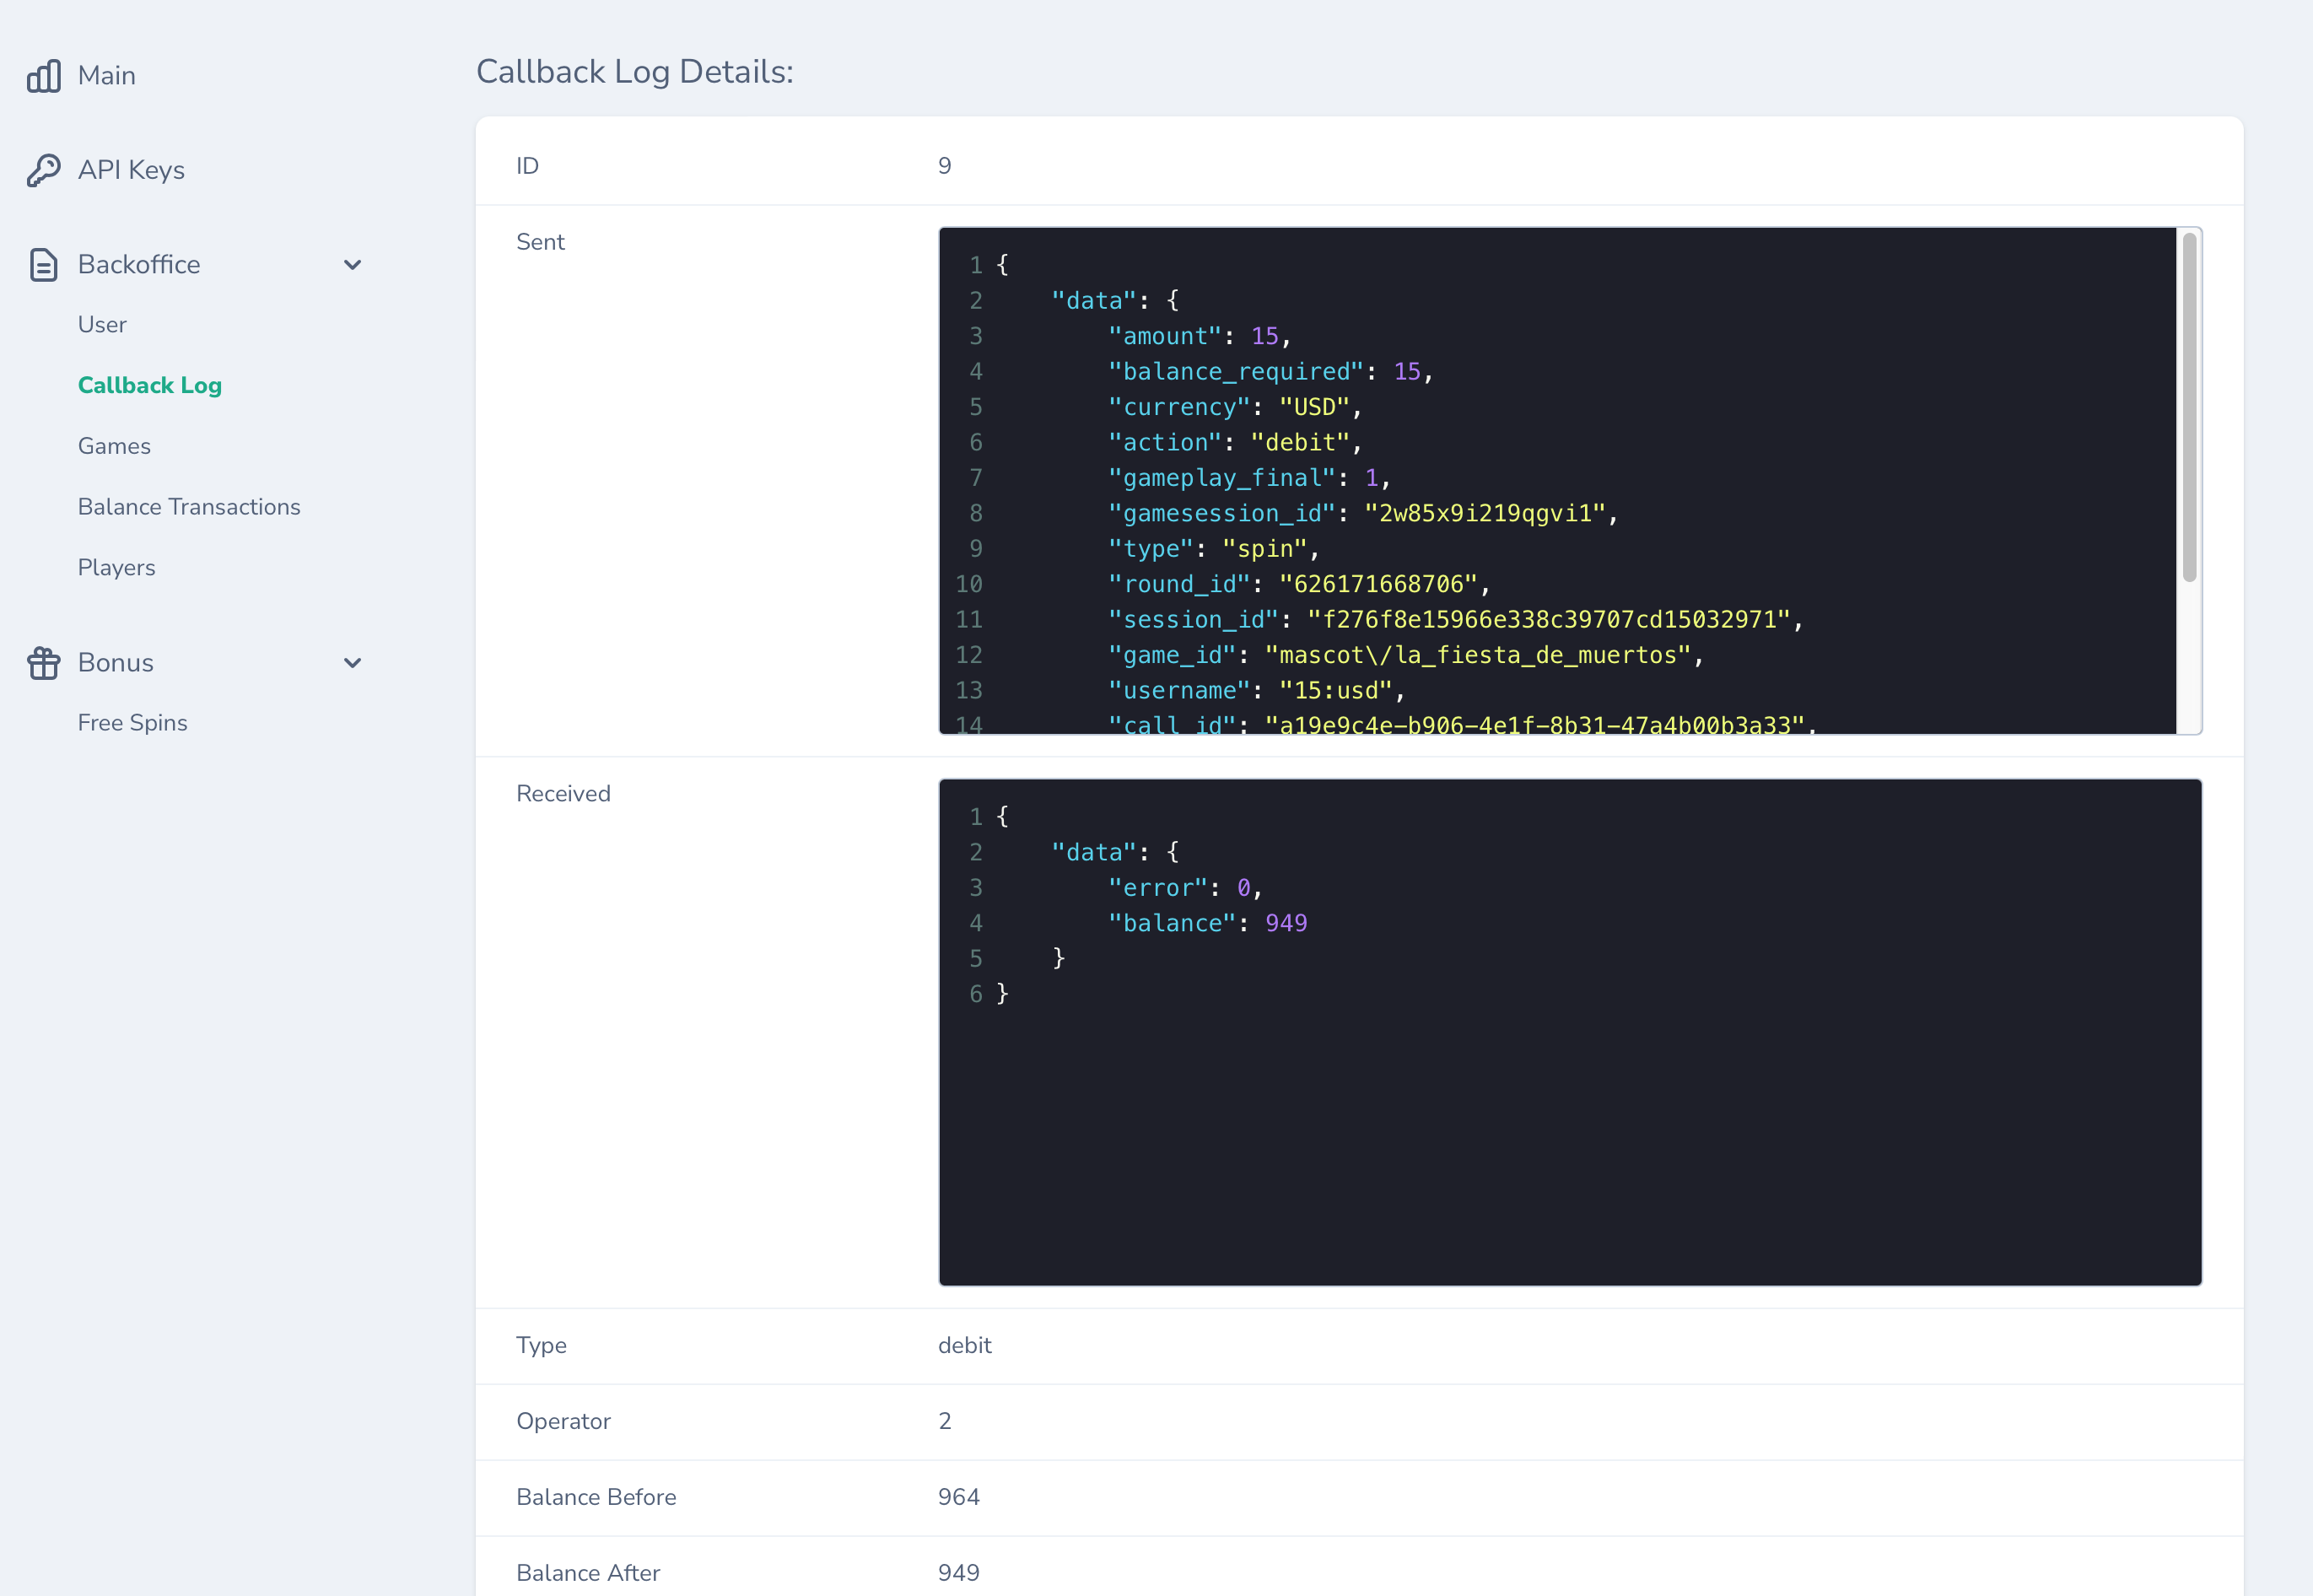 Main
API Keys
Backoffice
User
Callback Log
Games
Balance Transactions
Players
Bonus
Free Spins
Callback Log Details:
ID 9
Sent
1 {
2     "data": {
3         "amount": 15,
4         "balance_required": 15,
5         "currency": "USD",
6         "action": "debit",
7         "gameplay_final": 1,
8         "gamesession_id": "2w85x9i219qgvi1",
9         "type": "spin",
10         "round_id": "626171668706",
11         "session_id": "f276f8e15966e338c39707cd15032971",
12         "game_id": "mascot\/la_fiesta_de_muertos",
13         "username": "15:usd",
14         "call_id": "a19e9c4e-b906-4e1f-8b31-47a4b00b3a33",
Received
1 {
2     "data": {
3         "error": 0,
4         "balance": 949
5     }
6 }
Type debit
Operator 2
Balance Before 964
Balance After 949